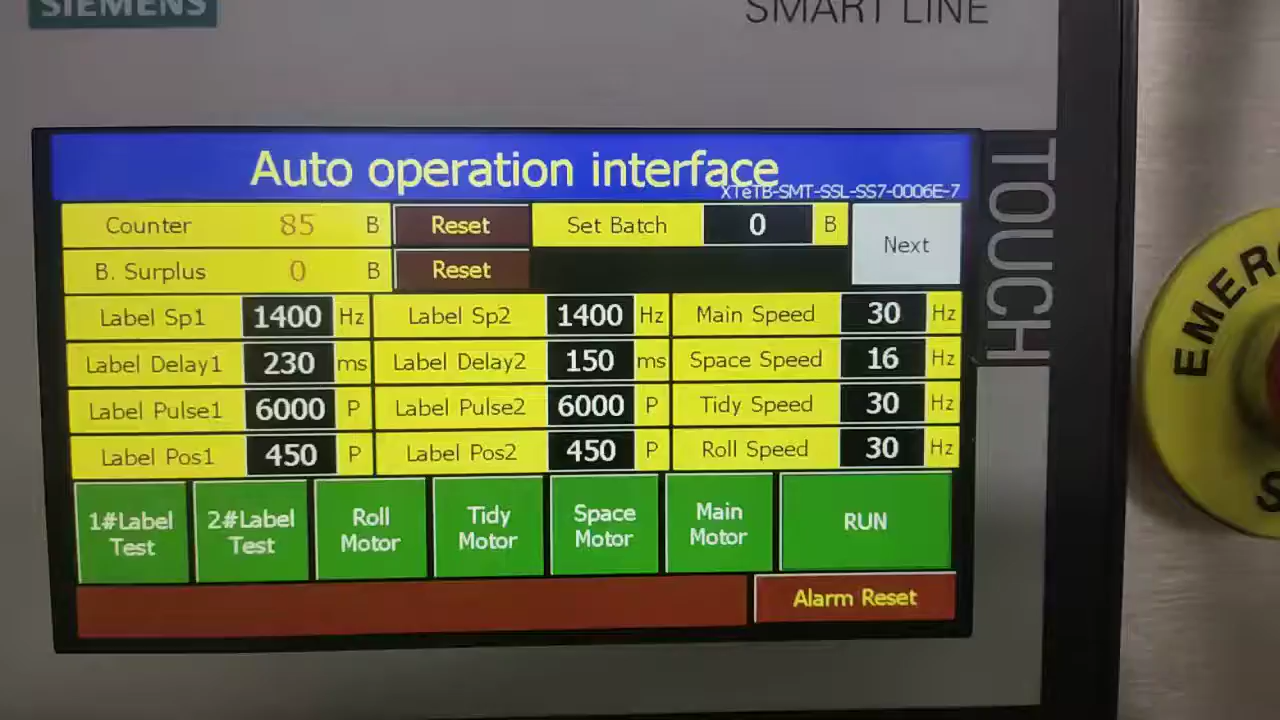 SIEMENS
SMART LINE
TOUCH
Auto operation interface
XTeTB-SMT-SSL-SS7-0006E-7
Counter 85 B Reset Set Batch 0 B Next
B. Surplus 0 B Reset
Label Sp1 1400 Hz Label Sp2 1400 Hz Main Speed 30 Hz
Label Delay1 230 ms Label Delay2 150 ms Space Speed 16 Hz
Label Pulse1 6000 P Label Pulse2 6000 P Tidy Speed 30 Hz
Label Pos1 450 P Label Pos2 450 P Roll Speed 30 Hz
1#Label Test 2#Label Test Roll Motor Tidy Motor Space Motor Main Motor RUN
Alarm Reset